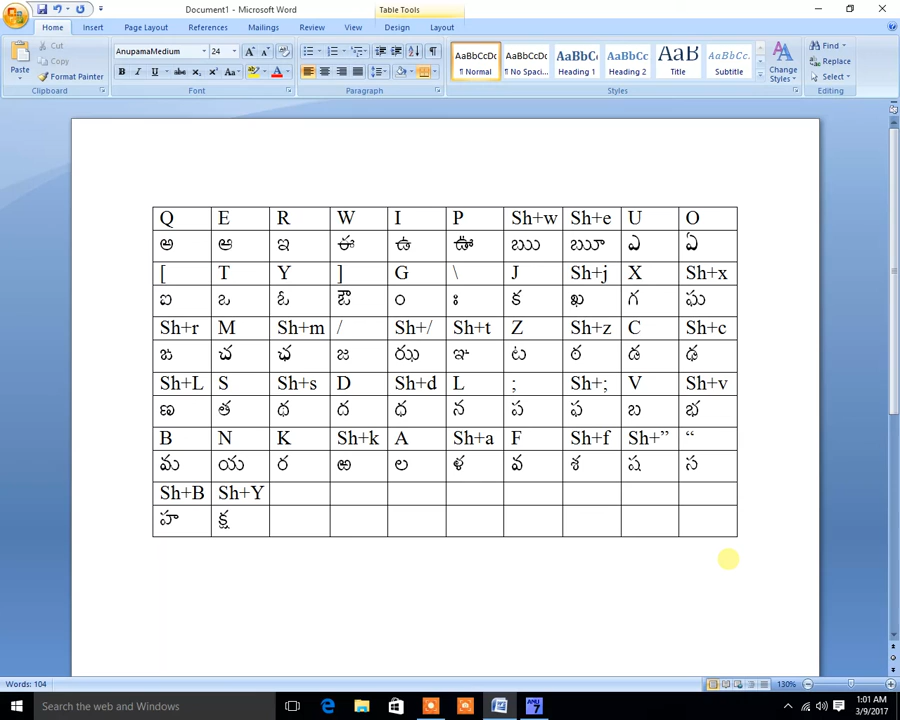 Document1 - Microsoft Word
Table Tools
Home Insert Page Layout References Mailings Review View Design Layout
Paste
Cut
Copy
Format Painter
Clipboard
AnupamaMedium 24
Font
Paragraph
AaBbCcDc AaBbCcDc AaBbCc AaBbCc AaB AaBbCc.
¶ Normal ¶ No Spaci... Heading 1 Heading 2 Title Subtitle
Change Styles
Styles
Find
Replace
Select
Editing
Q E R W I P Sh+w Sh+e U O
అ ఆ ఇ ఈ ఉ ఊ ఋ ౠ ఎ ఏ
[ T Y ] G \ J Sh+j X Sh+x
ఐ ఒ ఓ ఔ ం ః క ఖ గ ఘ
Sh+r M Sh+m / Sh+/ Sh+t Z Sh+z C Sh+c
ఙ చ ఛ జ ఝ ఞ ట ఠ డ ఢ
Sh+L S Sh+s D Sh+d L ; Sh+; V Sh+v
ణ త థ ద ధ న ప ఫ బ భ
B N K Sh+k A Sh+a F Sh+f Sh+” “
మ య ర ఱ ల ళ వ శ ష స
Sh+B Sh+Y
హ క్ష
Words: 104
130%
Search the web and Windows
1:01 AM
3/9/2017